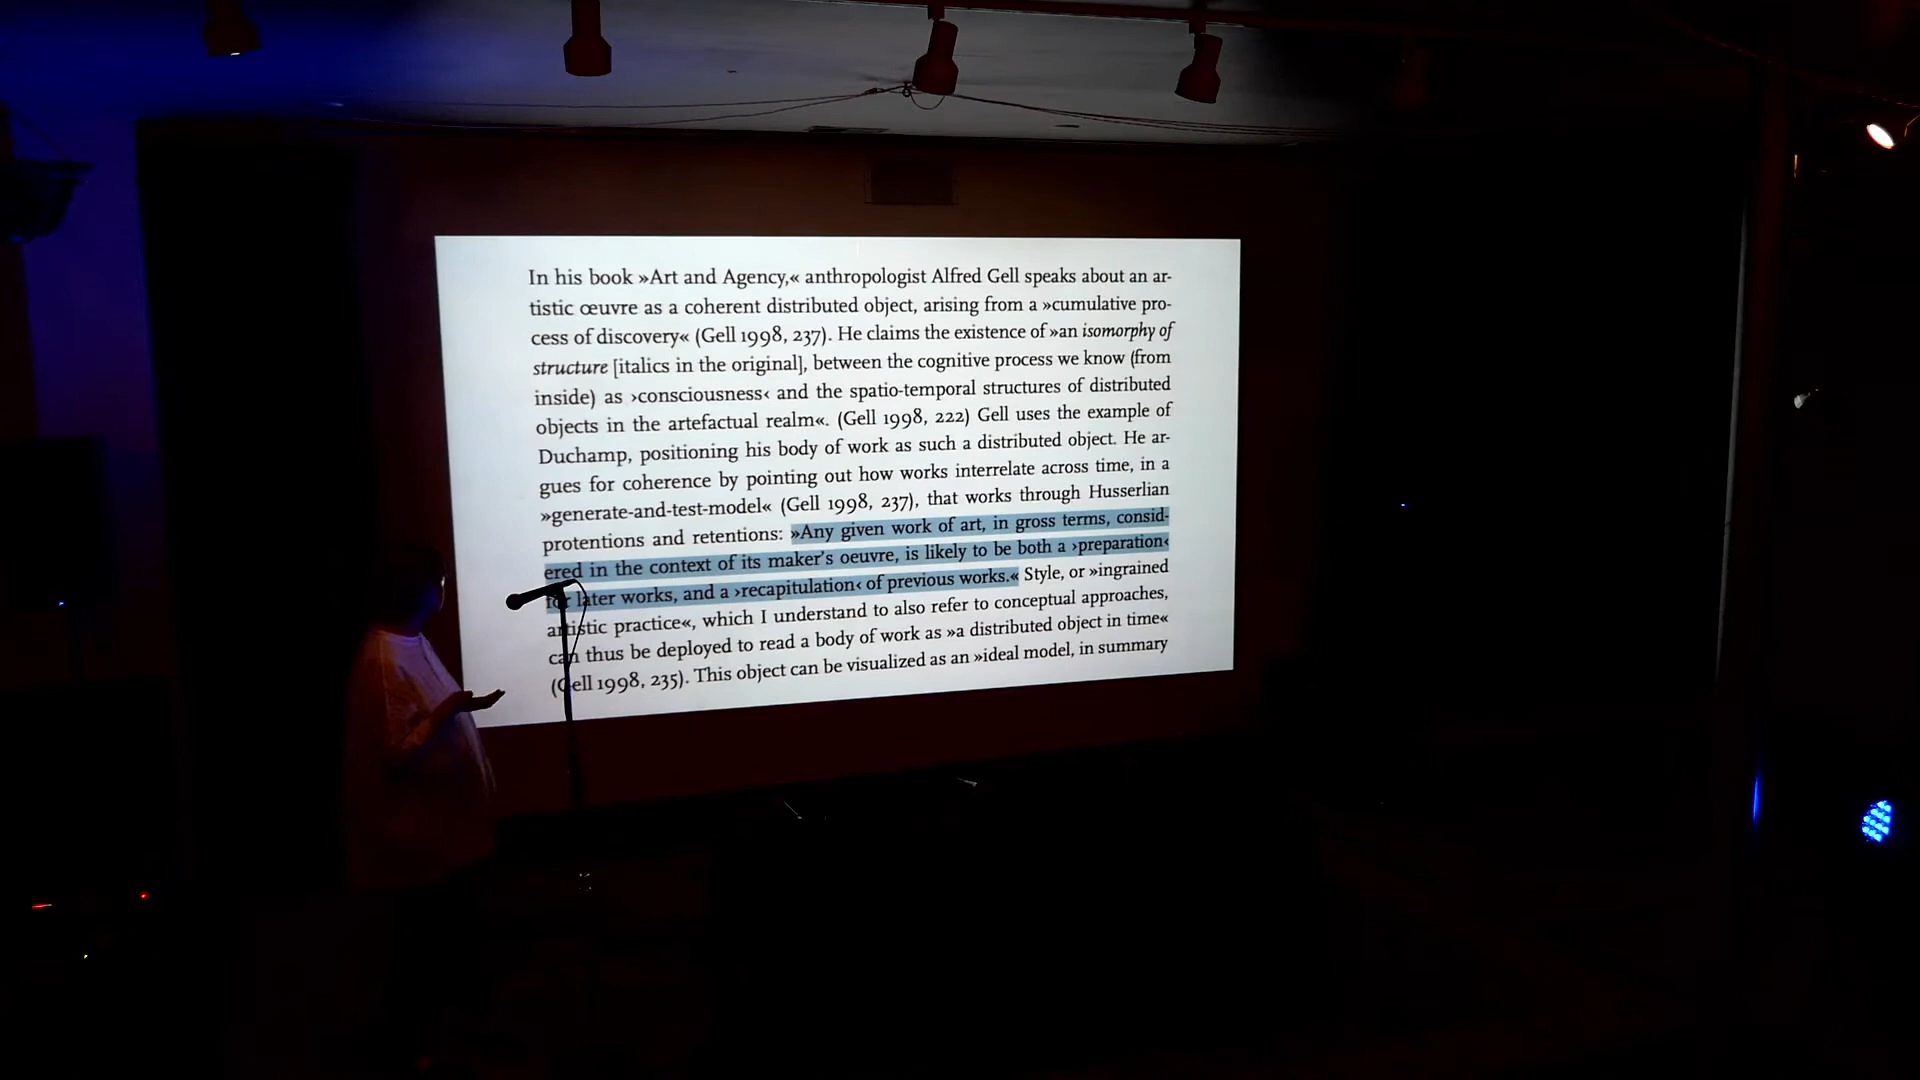 In his book »Art and Agency,« anthropologist Alfred Gell speaks about an ar-
tistic œuvre as a coherent distributed object, arising from a »cumulative pro-
cess of discovery« (Gell 1998, 237). He claims the existence of »an isomorphy of
structure [italics in the original], between the cognitive process we know (from
inside) as ›consciousness‹ and the spatio-temporal structures of distributed
objects in the artefactual realm«. (Gell 1998, 222) Gell uses the example of
Duchamp, positioning his body of work as such a distributed object. He ar-
gues for coherence by pointing out how works interrelate across time, in a
»generate-and-test-model« (Gell 1998, 237), that works through Husserlian
protentions and retentions: »Any given work of art, in gross terms, consid-
ered in the context of its maker's oeuvre, is likely to be both a ›preparation‹
for later works, and a ›recapitulation‹ of previous works.« Style, or »ingrained
artistic practice«, which I understand to also refer to conceptual approaches,
can thus be deployed to read a body of work as »a distributed object in time«
(Gell 1998, 235). This object can be visualized as an »ideal model, in summary